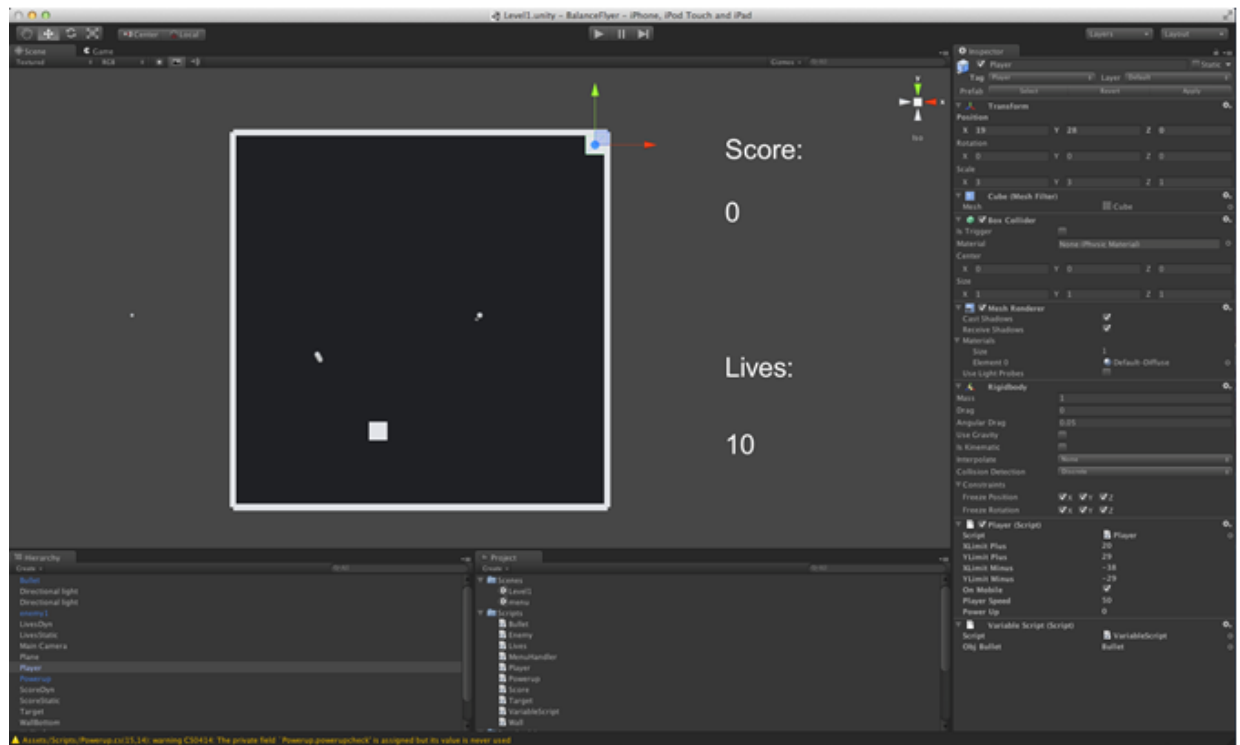 Level1.unity – BalanceFlyer – iPhone, iPod Touch and iPad
Center Local
Layers Layout
Scene Game
Textured RGB Gizmos
y
x
Iso
Score:
0
Lives:
10
Inspector
Player Static
Tag Player Layer Default
Prefab Select Revert Apply
Transform
Position
X 19 Y 28 Z 0
Rotation
X 0 Y 0 Z 0
Scale
X 3 Y 3 Z 1
Cube (Mesh Filter)
Mesh Cube
Box Collider
Is Trigger
Material None (Physic Material)
Center
X 0 Y 0 Z 0
Size
X 1 Y 1 Z 1
Mesh Renderer
Cast Shadows
Receive Shadows
Materials
Size 1
Element 0 Default-Diffuse
Use Light Probes
Rigidbody
Mass 1
Drag 0
Angular Drag 0.05
Use Gravity
Is Kinematic
Interpolate None
Collision Detection Discrete
Constraints
Freeze Position X Y Z
Freeze Rotation X Y Z
Player (Script)
Script Player
XLimit Plus 20
YLimit Plus 29
XLimit Minus -38
YLimit Minus -29
On Mobile
Player Speed 50
Power Up 0
Variable Script (Script)
Script VariableScript
Obj Bullet Bullet
Hierarchy
Create
Bullet
Directional light
Directional light
enemy1
LivesDyn
LivesStatic
Main Camera
Plane
Player
Powerup
ScoreDyn
ScoreStatic
Target
WallBottom
Project
Create
Scenes
Level1
menu
Scripts
Bullet
Enemy
Lives
MenuHandler
Player
Powerup
Score
Target
VariableScript
Wall
Assets/Scripts/Powerup.cs(15,14): warning CS0414: The private field `Powerup.powerupcheck' is assigned but its value is never used